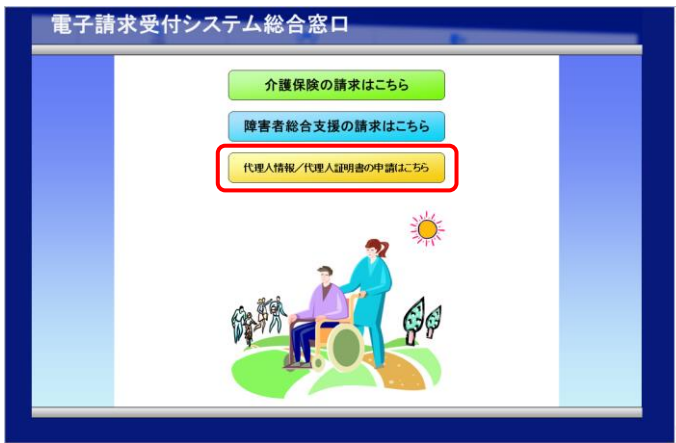 電子請求受付システム総合窓口
介護保険の請求はこちら
障害者総合支援の請求はこちら
代理人情報／代理人証明書の申請はこちら